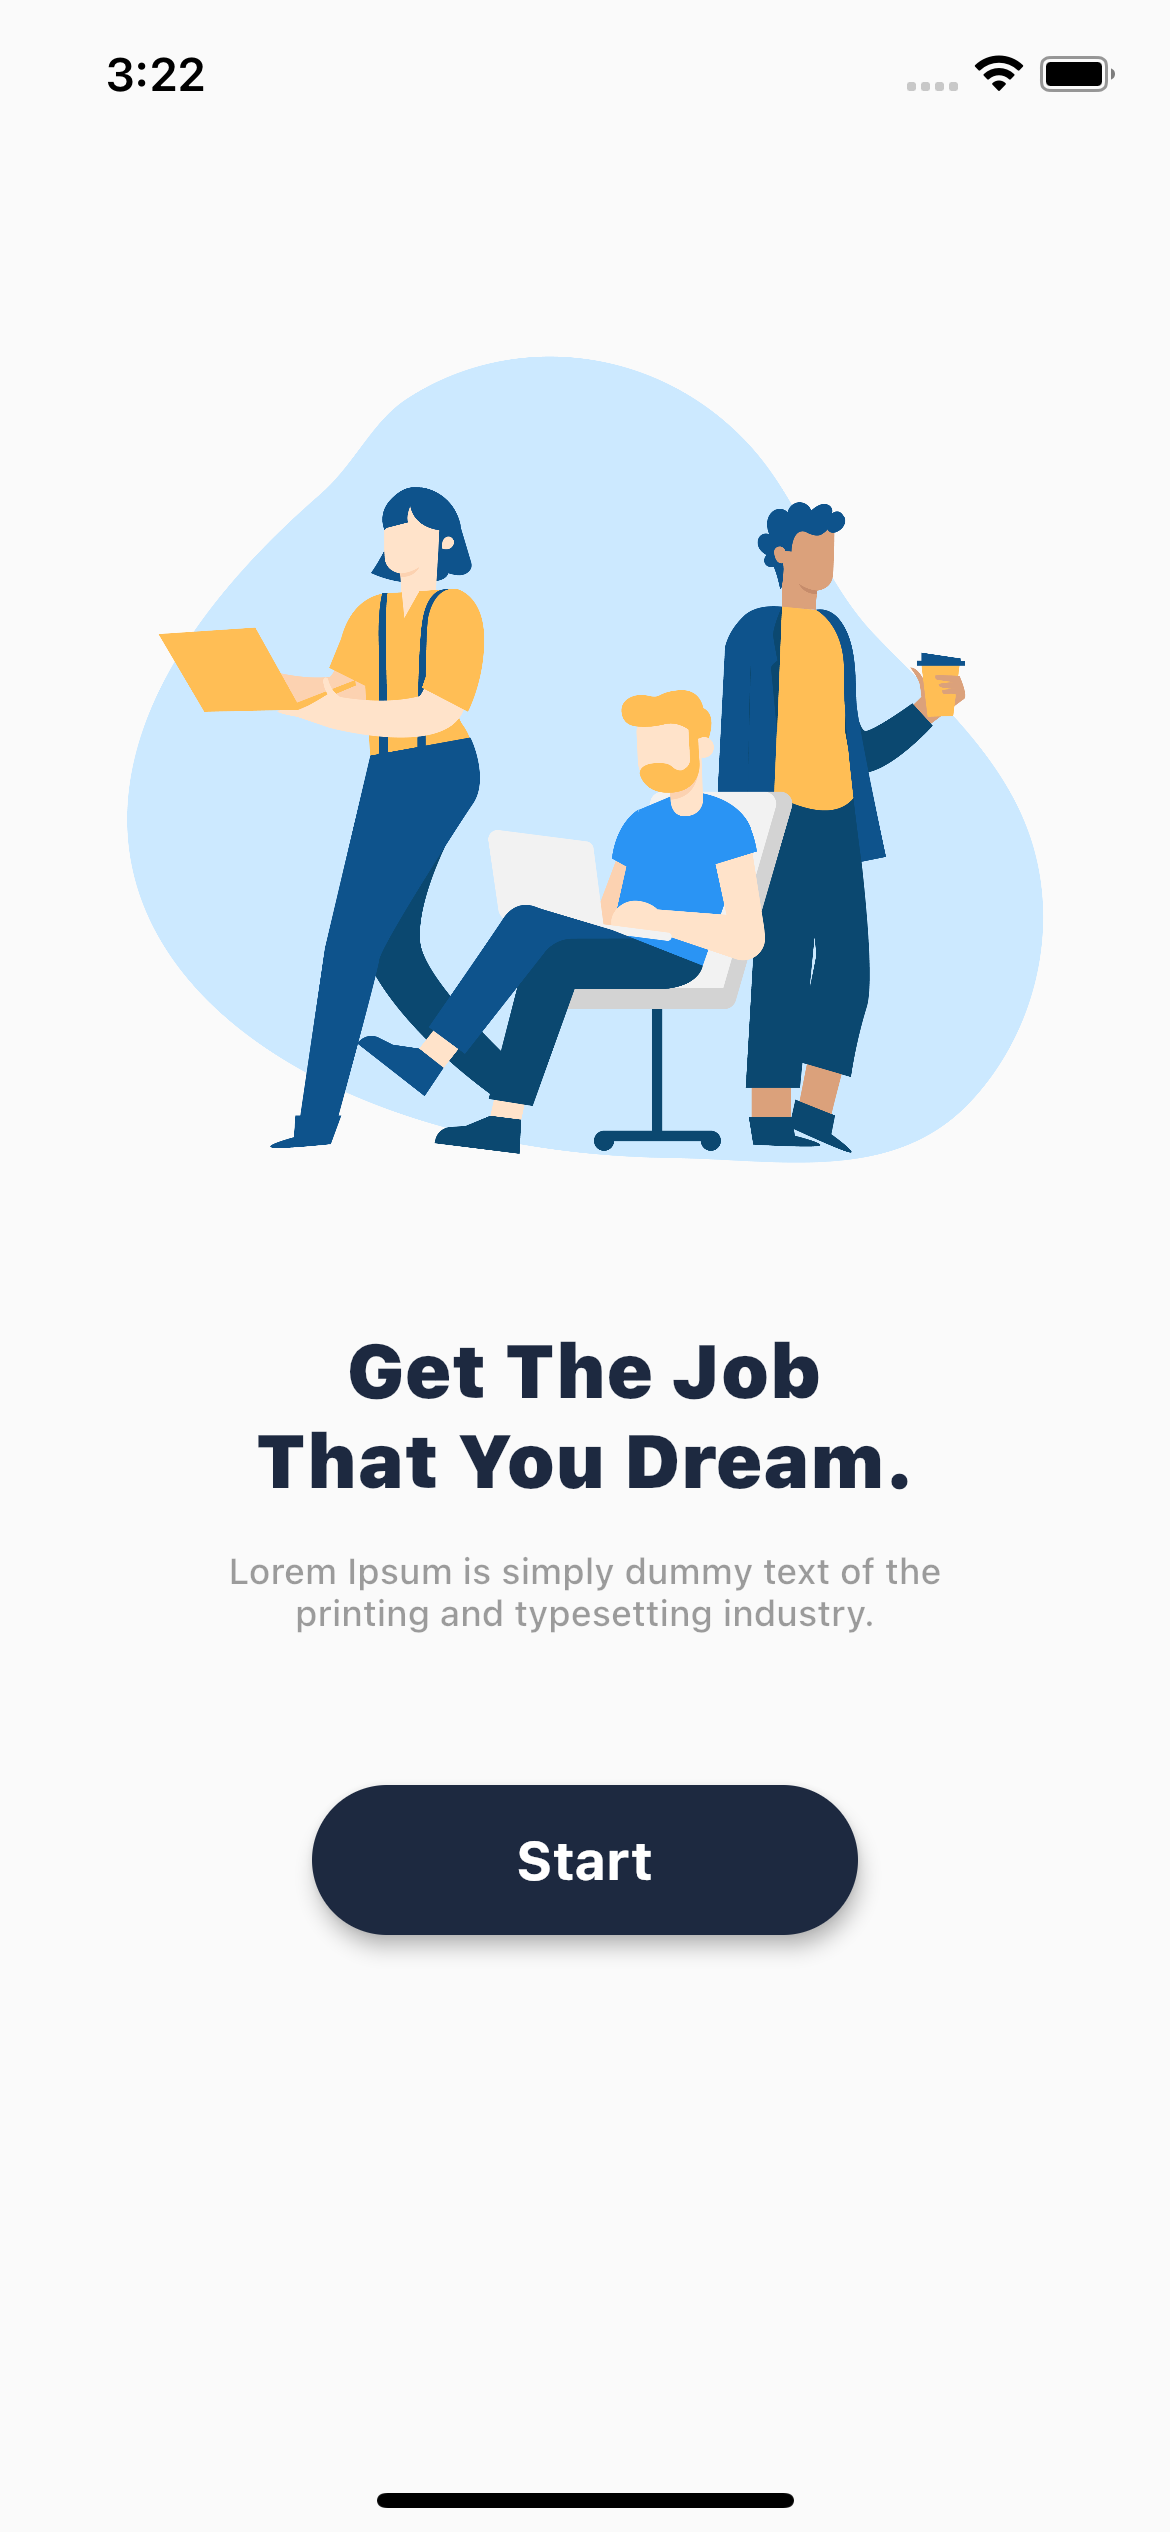 3:22
Get The Job
That You Dream.
Lorem Ipsum is simply dummy text of the
printing and typesetting industry.
Start